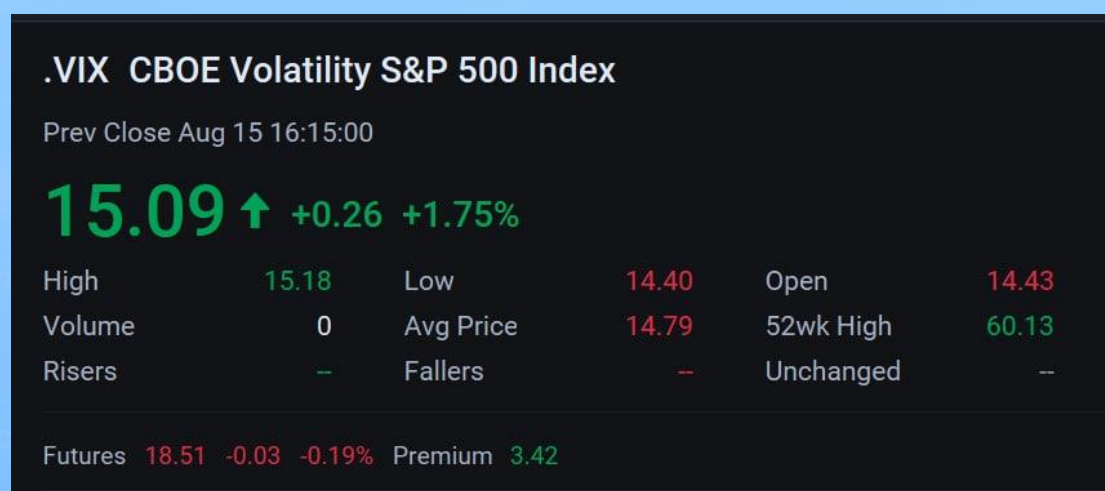 .VIX CBOE Volatility S&P 500 Index
Prev Close Aug 15 16:15:00
15.09 ↑ +0.26 +1.75%
High 15.18 Low 14.40 Open 14.43
Volume 0 Avg Price 14.79 52wk High 60.13
Risers -- Fallers -- Unchanged --
Futures 18.51 -0.03 -0.19% Premium 3.42